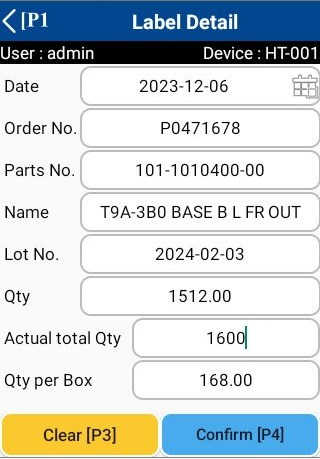 [P1 Label Detail
User : admin Device : HT-001
Date 2023-12-06
Order No. P0471678
Parts No. 101-1010400-00
Name T9A-3B0 BASE B L FR OUT
Lot No. 2024-02-03
Qty 1512.00
Actual total Qty 1600
Qty per Box 168.00
Clear [P3] Confirm [P4]